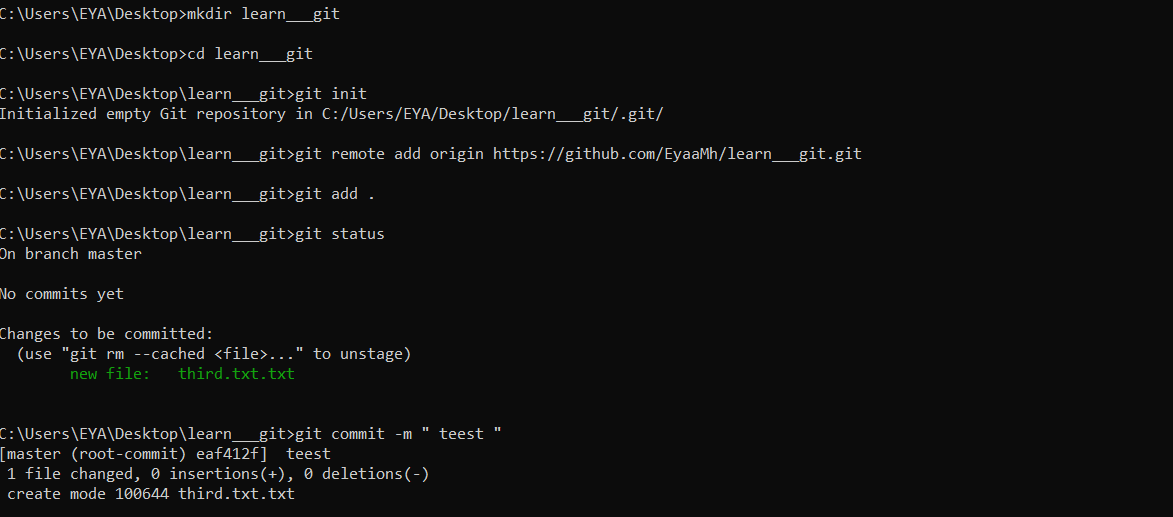 C:\Users\EYA\Desktop>mkdir learn___git
C:\Users\EYA\Desktop>cd learn___git
C:\Users\EYA\Desktop\learn___git>git init
Initialized empty Git repository in C:/Users/EYA/Desktop/learn___git/.git/
C:\Users\EYA\Desktop\learn___git>git remote add origin https://github.com/EyaaMh/learn___git.git
C:\Users\EYA\Desktop\learn___git>git add .
C:\Users\EYA\Desktop\learn___git>git status
On branch master
No commits yet
Changes to be committed:
  (use "git rm --cached <file>..." to unstage)
        new file:   third.txt.txt
C:\Users\EYA\Desktop\learn___git>git commit -m " teest "
[master (root-commit) eaf412f]  teest
 1 file changed, 0 insertions(+), 0 deletions(-)
 create mode 100644 third.txt.txt